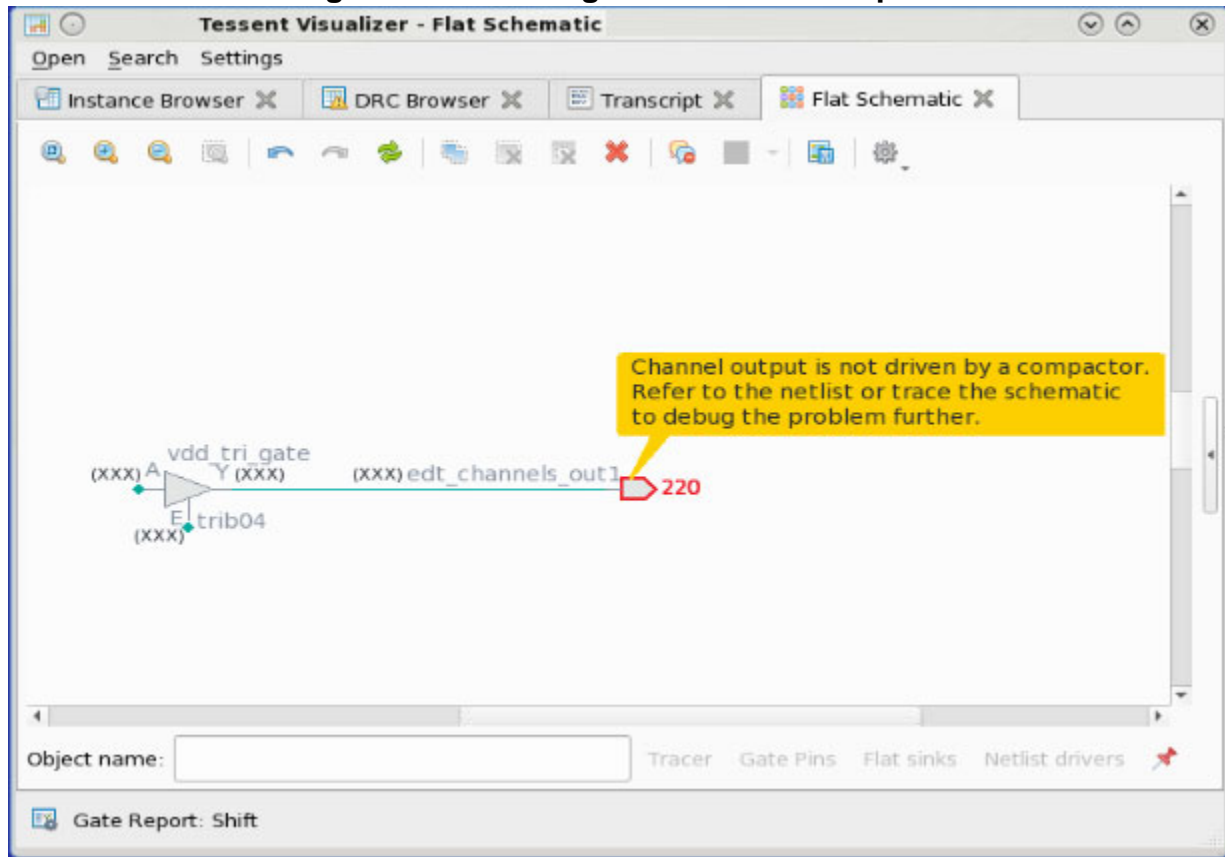 Tessent Visualizer - Flat Schematic
Open Search Settings
Instance Browser DRC Browser Transcript Flat Schematic
Channel output is not driven by a compactor.
Refer to the netlist or trace the schematic
to debug the problem further.
vdd_tri_gate
(XXX) A Y (XXX) (XXX) edt_channels_out1 220
E trib04
(XXX)
Object name: Tracer Gate Pins Flat sinks Netlist drivers
Gate Report: Shift